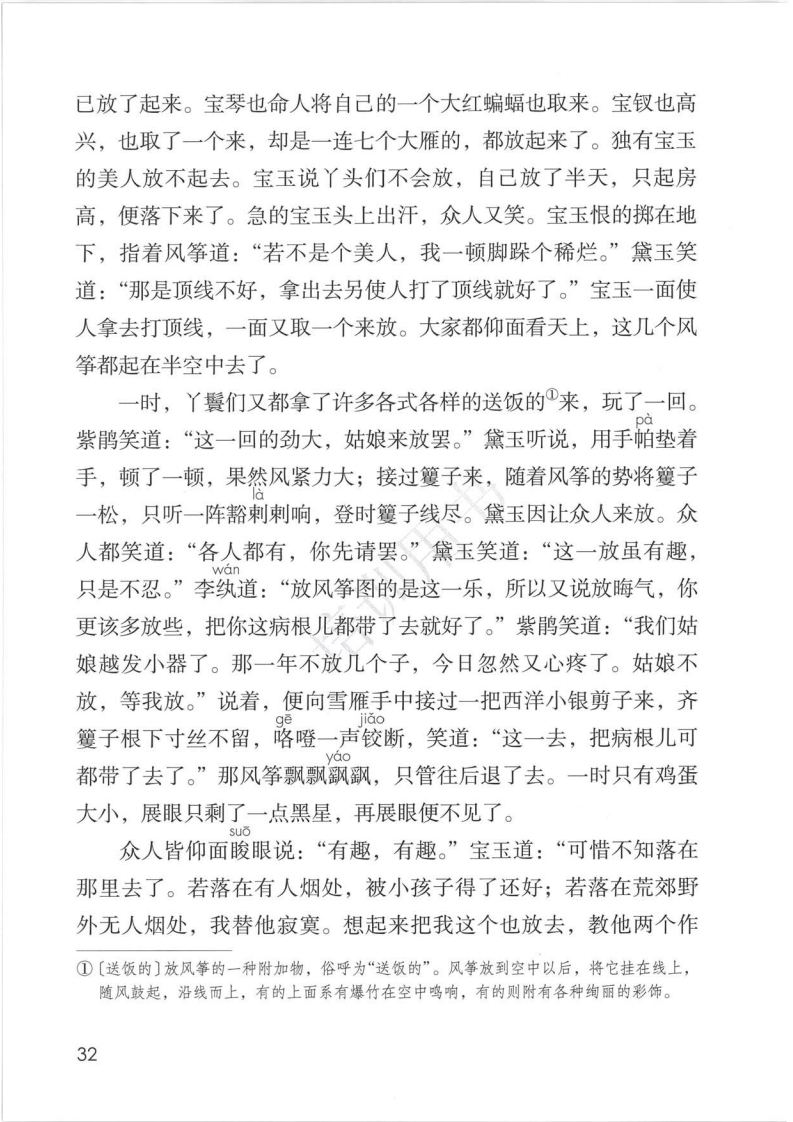 已放了起来。宝琴也命人将自己的一个大红蝙蝠也取来。宝钗也高
兴，也取了一个来，却是一连七个大雁的，都放起来了。独有宝玉
的美人放不起去。宝玉说丫头们不会放，自己放了半天，只起房
高，便落下来了。急的宝玉头上出汗，众人又笑。宝玉恨的掷在地
下，指着风筝道：“若不是个美人，我一顿脚跺个稀烂。”黛玉笑
道：“那是顶线不好，拿出去另使人打了顶线就好了。”宝玉一面使
人拿去打顶线，一面又取一个来放。大家都仰面看天上，这几个风
筝都起在半空中去了。
一时，丫鬟们又都拿了许多各式各样的送饭的①来，玩了一回。
pà
紫鹃笑道：“这一回的劲大，姑娘来放罢。”黛玉听说，用手帕垫着
手，顿了一顿，果然风紧力大；接过籰子来，随着风筝的势将籰子
là
一松，只听一阵豁剌剌响，登时籰子线尽。黛玉因让众人来放。众
人都笑道：“各人都有，你先请罢。”黛玉笑道：“这一放虽有趣，
wán
只是不忍。”李纨道：“放风筝图的是这一乐，所以又说放晦气，你
更该多放些，把你这病根儿都带了去就好了。”紫鹃笑道：“我们姑
娘越发小器了。那一年不放几个子，今日忽然又心疼了。姑娘不
放，等我放。”说着，便向雪雁手中接过一把西洋小银剪子来，齐
gē jiǎo
籰子根下寸丝不留，咯噔一声铰断，笑道：“这一去，把病根儿可
yáo
都带了去了。”那风筝飘飘飖飖，只管往后退了去。一时只有鸡蛋
大小，展眼只剩了一点黑星，再展眼便不见了。
suō
众人皆仰面睃眼说：“有趣，有趣。”宝玉道：“可惜不知落在
那里去了。若落在有人烟处，被小孩子得了还好；若落在荒郊野
外无人烟处，我替他寂寞。想起来把我这个也放去，教他两个作
①〔送饭的〕放风筝的一种附加物，俗呼为“送饭的”。风筝放到空中以后，将它挂在线上，
随风鼓起，沿线而上，有的上面系有爆竹在空中鸣响，有的则附有各种绚丽的彩饰。
32
培训用书